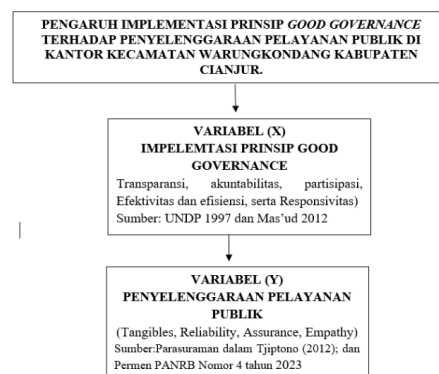 PENGARUH IMPLEMENTASI PRINSIP GOOD GOVERNANCE
TERHADAP PENYELENGGARAAN PELAYANAN PUBLIK DI
KANTOR KECAMATAN WARUNGKONDANG KABUPATEN
CIANJUR.
VARIABEL (X)
IMPELEMTASI PRINSIP GOOD
GOVERNANCE
Transparansi, akuntabilitas, partisipasi,
Efektivitas dan efisiensi, serta Responsivitas)
Sumber: UNDP 1997 dan Mas'ud 2012
VARIABEL (Y)
PENYELENGGARAAN PELAYANAN
PUBLIK
(Tangibles, Reliability, Assurance, Empathy)
Sumber:Parasuraman dalam Tjiptono (2012); dan
Permen PANRB Nomor 4 tahun 2023